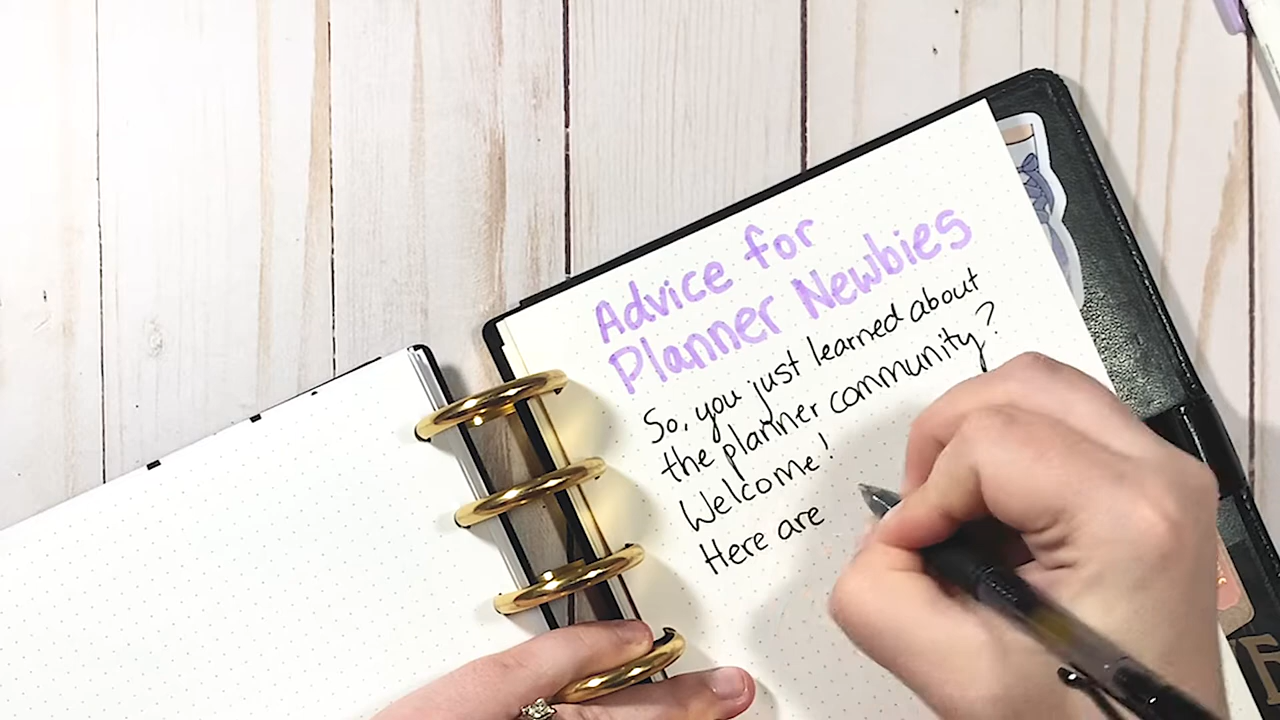 Advice for
Planner Newbies
So, you just learned about
the planner community?
Welcome!
Here are